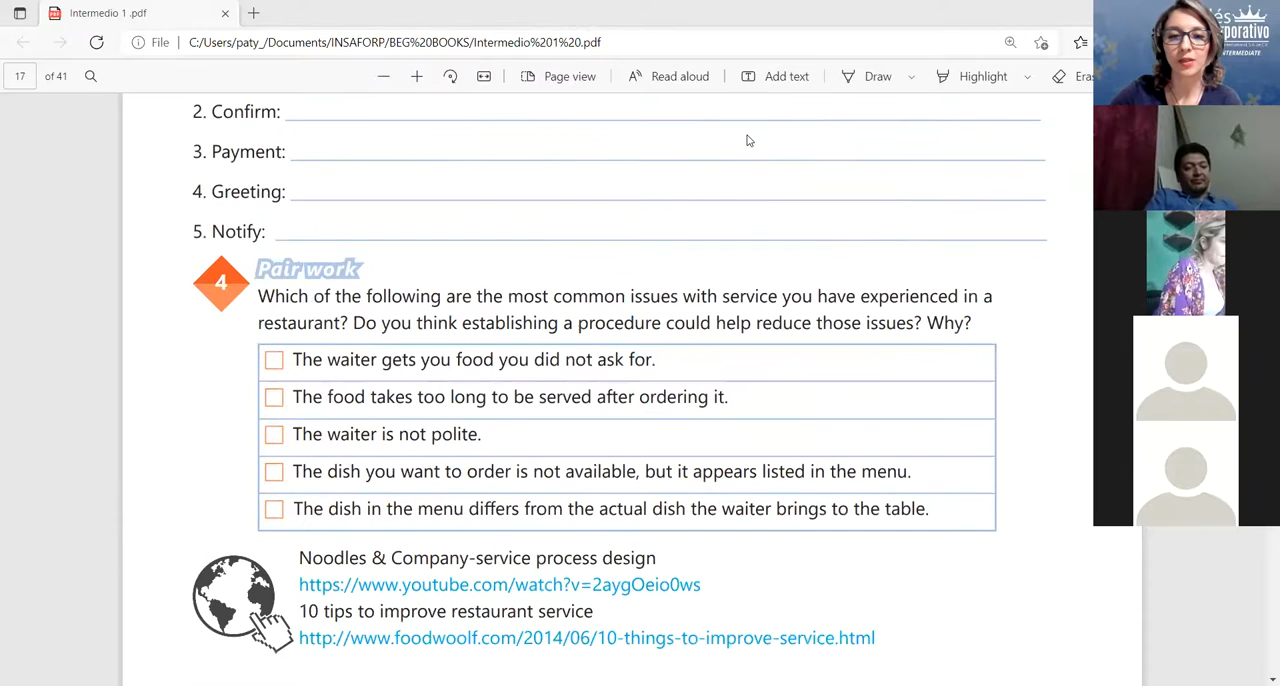 Intermedio 1 .pdf
File
C:/Users/paty_/Documents/INSAFORP/BEG%20BOOKS/Intermedio%201%20.pdf
17 of 41
Page view
Read aloud
Add text
Draw
Highlight
2. Confirm:
3. Payment:
4. Greeting:
5. Notify:
4
Pair work
Which of the following are the most common issues with service you have experienced in a
restaurant? Do you think establishing a procedure could help reduce those issues? Why?
The waiter gets you food you did not ask for.
The food takes too long to be served after ordering it.
The waiter is not polite.
The dish you want to order is not available, but it appears listed in the menu.
The dish in the menu differs from the actual dish the waiter brings to the table.
Noodles & Company-service process design
https://www.youtube.com/watch?v=2aygOeio0ws
10 tips to improve restaurant service
http://www.foodwoolf.com/2014/06/10-things-to-improve-service.html